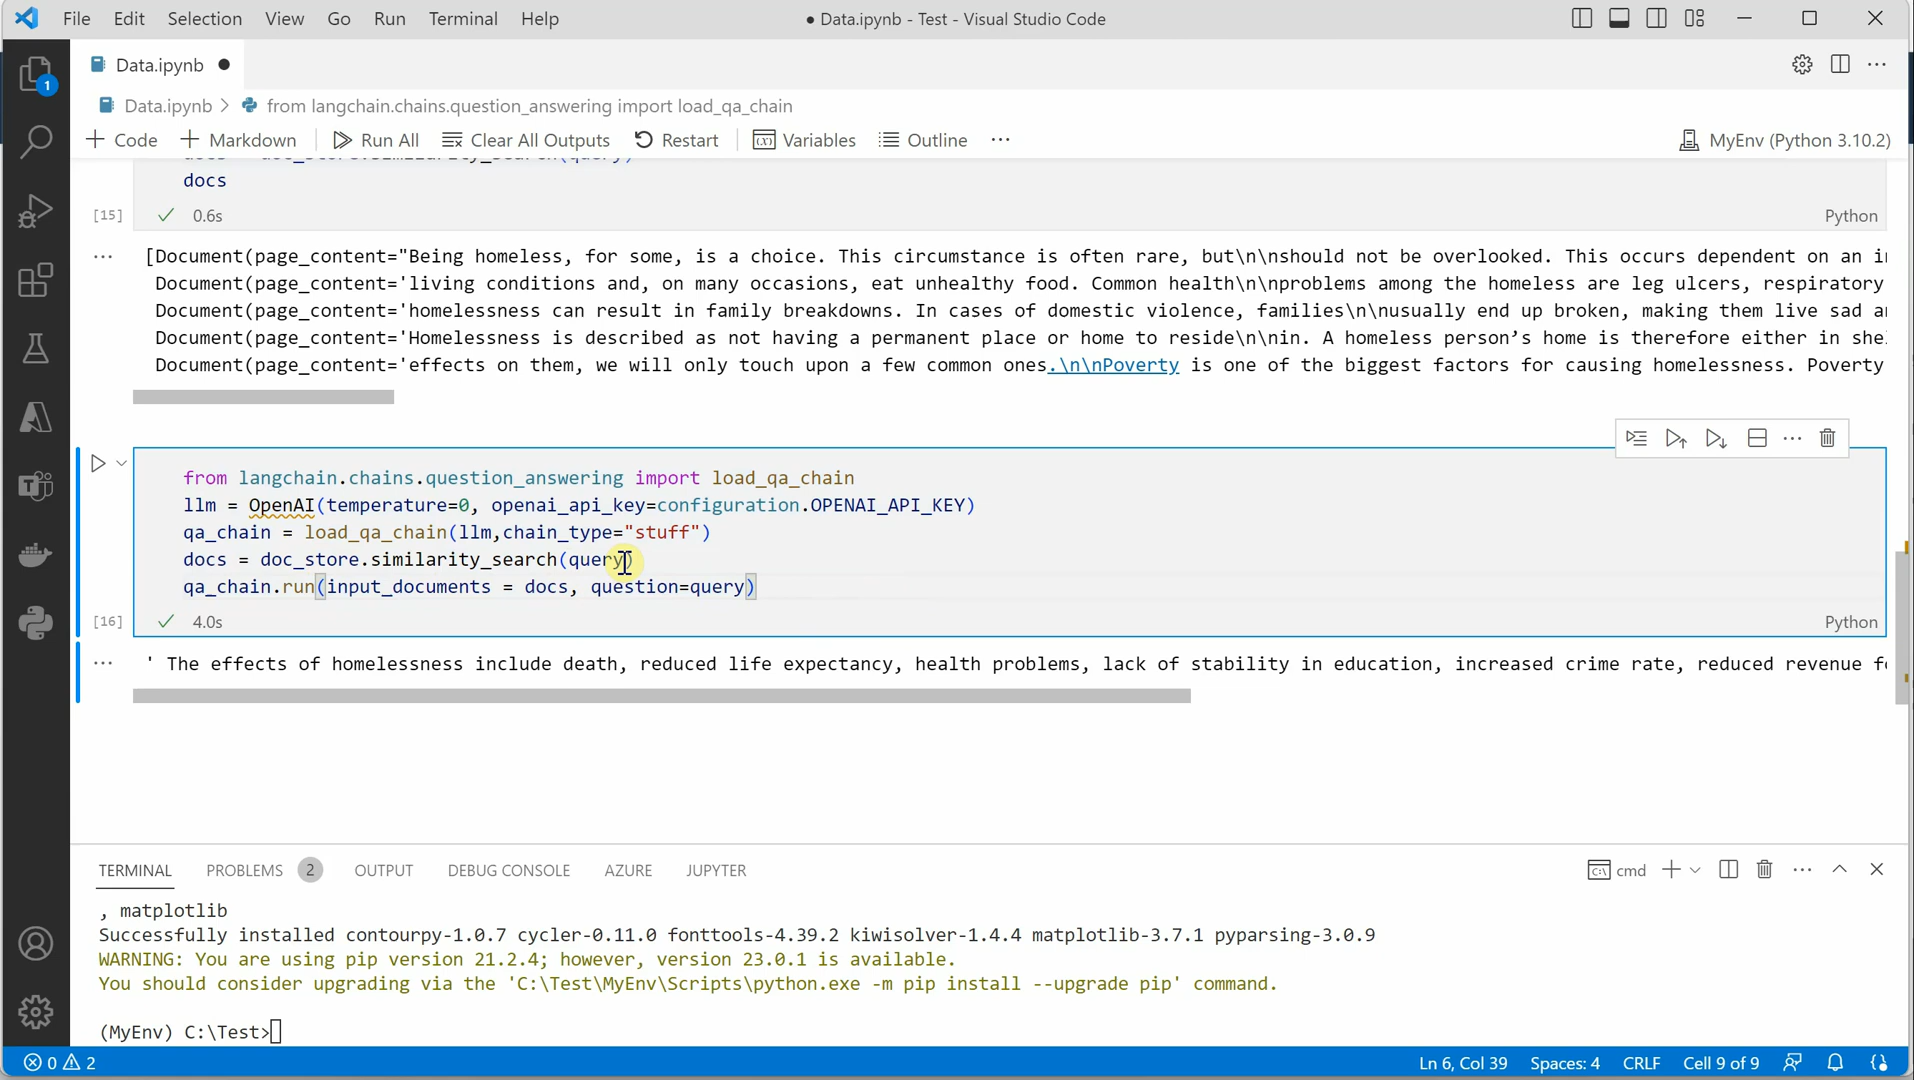 File Edit Selection View Go Run Terminal Help ● Data.ipynb - Test - Visual Studio Code
1
Data.ipynb ●
Data.ipynb > from langchain.chains.question_answering import load_qa_chain
+ Code + Markdown Run All Clear All Outputs Restart Variables Outline ··· MyEnv (Python 3.10.2)
docs = doc_store.similarity_search(query)
docs
[15] ✓ 0.6s Python
··· [Document(page_content="Being homeless, for some, is a choice. This circumstance is often rare, but\n\nshould not be overlooked. This occurs dependent on an i
Document(page_content='living conditions and, on many occasions, eat unhealthy food. Common health\n\nproblems among the homeless are leg ulcers, respiratory
Document(page_content='homelessness can result in family breakdowns. In cases of domestic violence, families\n\nusually end up broken, making them live sad a
Document(page_content='Homelessness is described as not having a permanent place or home to reside\n\nin. A homeless person’s home is therefore either in she
Document(page_content='effects on them, we will only touch upon a few common ones.\n\nPoverty is one of the biggest factors for causing homelessness. Poverty
from langchain.chains.question_answering import load_qa_chain
llm = OpenAI(temperature=0, openai_api_key=configuration.OPENAI_API_KEY)
qa_chain = load_qa_chain(llm,chain_type="stuff")
docs = doc_store.similarity_search(query)
qa_chain.run(input_documents = docs, question=query)
[16] ✓ 4.0s Python
··· ' The effects of homelessness include death, reduced life expectancy, health problems, lack of stability in education, increased crime rate, reduced revenue f
TERMINAL PROBLEMS 2 OUTPUT DEBUG CONSOLE AZURE JUPYTER cmd
, matplotlib
Successfully installed contourpy-1.0.7 cycler-0.11.0 fonttools-4.39.2 kiwisolver-1.4.4 matplotlib-3.7.1 pyparsing-3.0.9
WARNING: You are using pip version 21.2.4; however, version 23.0.1 is available.
You should consider upgrading via the 'C:\Test\MyEnv\Scripts\python.exe -m pip install --upgrade pip' command.
(MyEnv) C:\Test>
0 2 Ln 6, Col 39 Spaces: 4 CRLF Cell 9 of 9